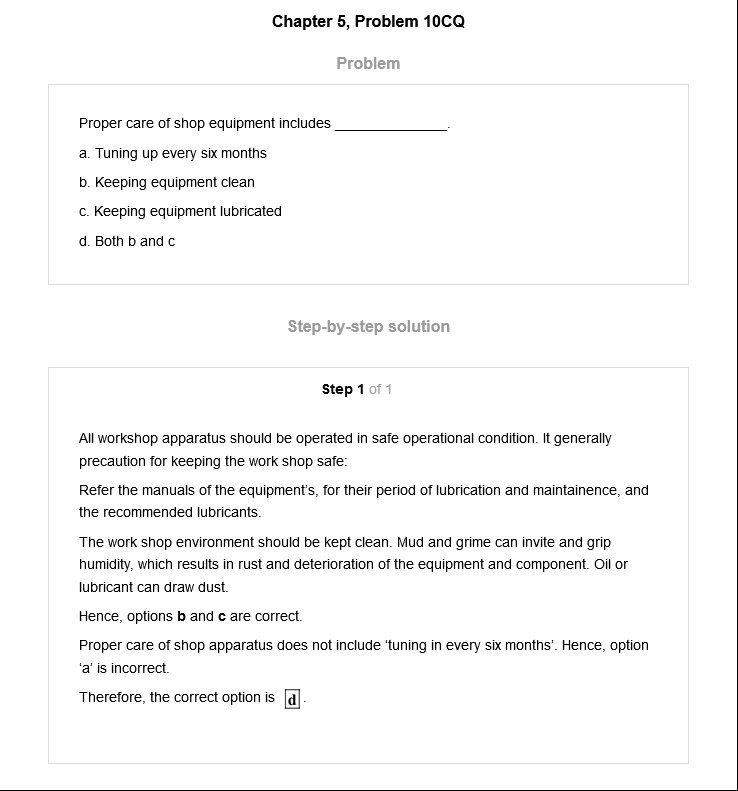 Chapter 5, Problem 10CQ
Problem
Proper care of shop equipment includes _______________.
a. Tuning up every six months
b. Keeping equipment clean
c. Keeping equipment lubricated
d. Both b and c
Step-by-step solution
Step 1 of 1
All workshop apparatus should be operated in safe operational condition. It generally
precaution for keeping the work shop safe:
Refer the manuals of the equipment's, for their period of lubrication and maintainence, and
the recommended lubricants.
The work shop environment should be kept clean. Mud and grime can invite and grip
humidity, which results in rust and deterioration of the equipment and component. Oil or
lubricant can draw dust.
Hence, options b and c are correct.
Proper care of shop apparatus does not include ‘tuning in every six months’. Hence, option
‘a’ is incorrect.
Therefore, the correct option is d.